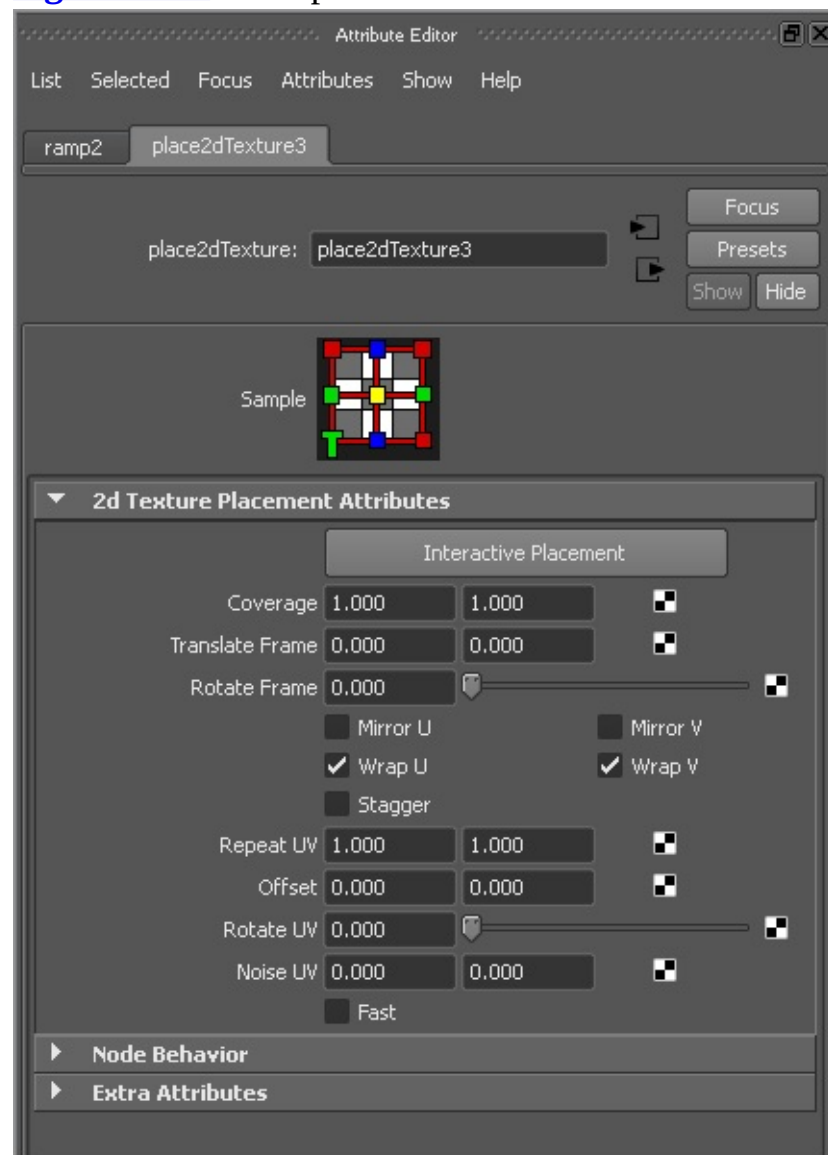 Attribute Editor
List Selected Focus Attributes Show Help
ramp2 place2dTexture3
Focus
place2dTexture: place2dTexture3 Presets
Show Hide
Sample
2d Texture Placement Attributes
Interactive Placement
Coverage 1.000 1.000
Translate Frame 0.000 0.000
Rotate Frame 0.000
Mirror U Mirror V
Wrap U Wrap V
Stagger
Repeat UV 1.000 1.000
Offset 0.000 0.000
Rotate UV 0.000
Noise UV 0.000 0.000
Fast
Node Behavior
Extra Attributes